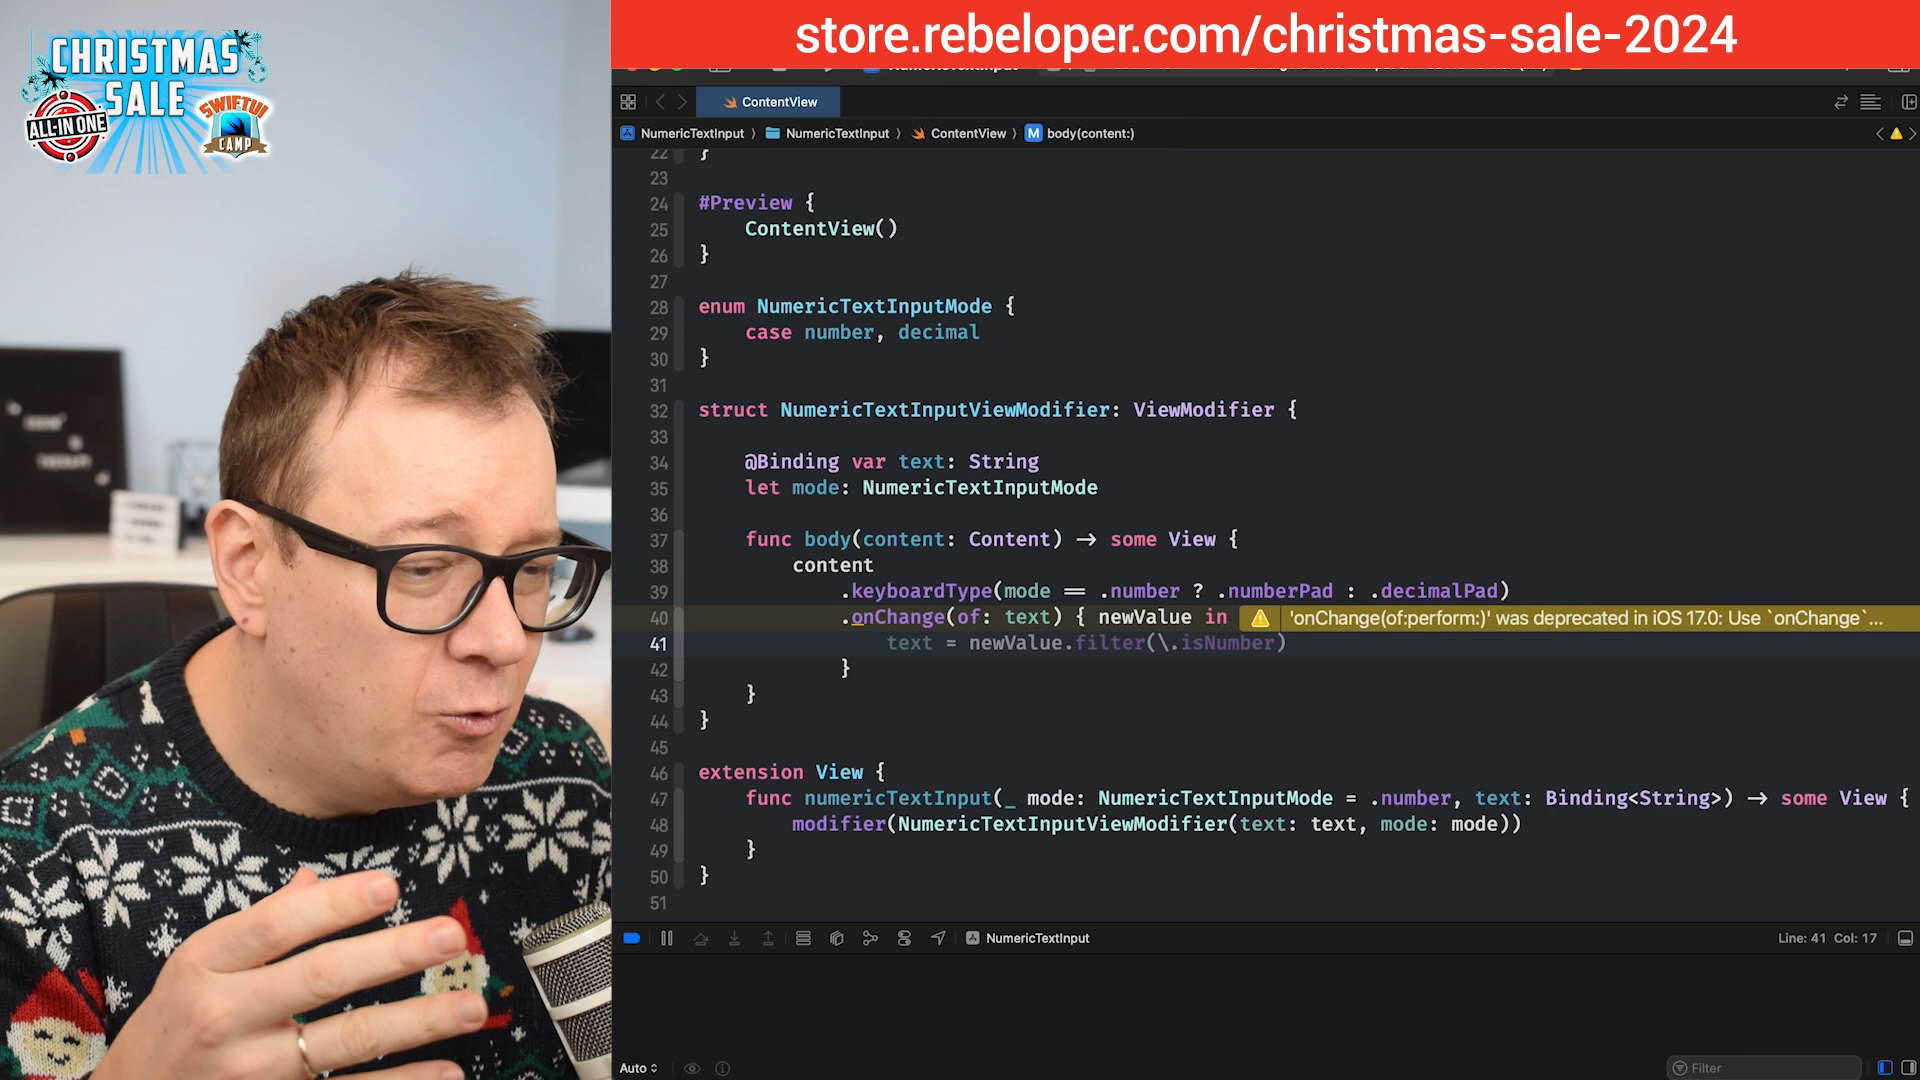 store.rebeloper.com/christmas-sale-2024
CHRISTMAS
SALE
ALL-IN ONE
SWIFTUI
CAMP
ContentView
NumericTextInput
NumericTextInput
ContentView
M body(content:)
22 }
23
24 #Preview {
25 ContentView()
26 }
27
28 enum NumericTextInputMode {
29 case number, decimal
30 }
31
32 struct NumericTextInputViewModifier: ViewModifier {
33
34 @Binding var text: String
35 let mode: NumericTextInputMode
36
37 func body(content: Content) -> some View {
38 content
39 .keyboardType(mode == .number ? .numberPad : .decimalPad)
40 .onChange(of: text) { newValue in 'onChange(of:perform:)' was deprecated in iOS 17.0: Use `onChange`...
41 text = newValue.filter(\.isNumber)
42 }
43 }
44 }
45
46 extension View {
47 func numericTextInput(_ mode: NumericTextInputMode = .number, text: Binding<String>) -> some View {
48 modifier(NumericTextInputViewModifier(text: text, mode: mode))
49 }
50 }
51
NumericTextInput
Line: 41 Col: 17
Auto
Filter